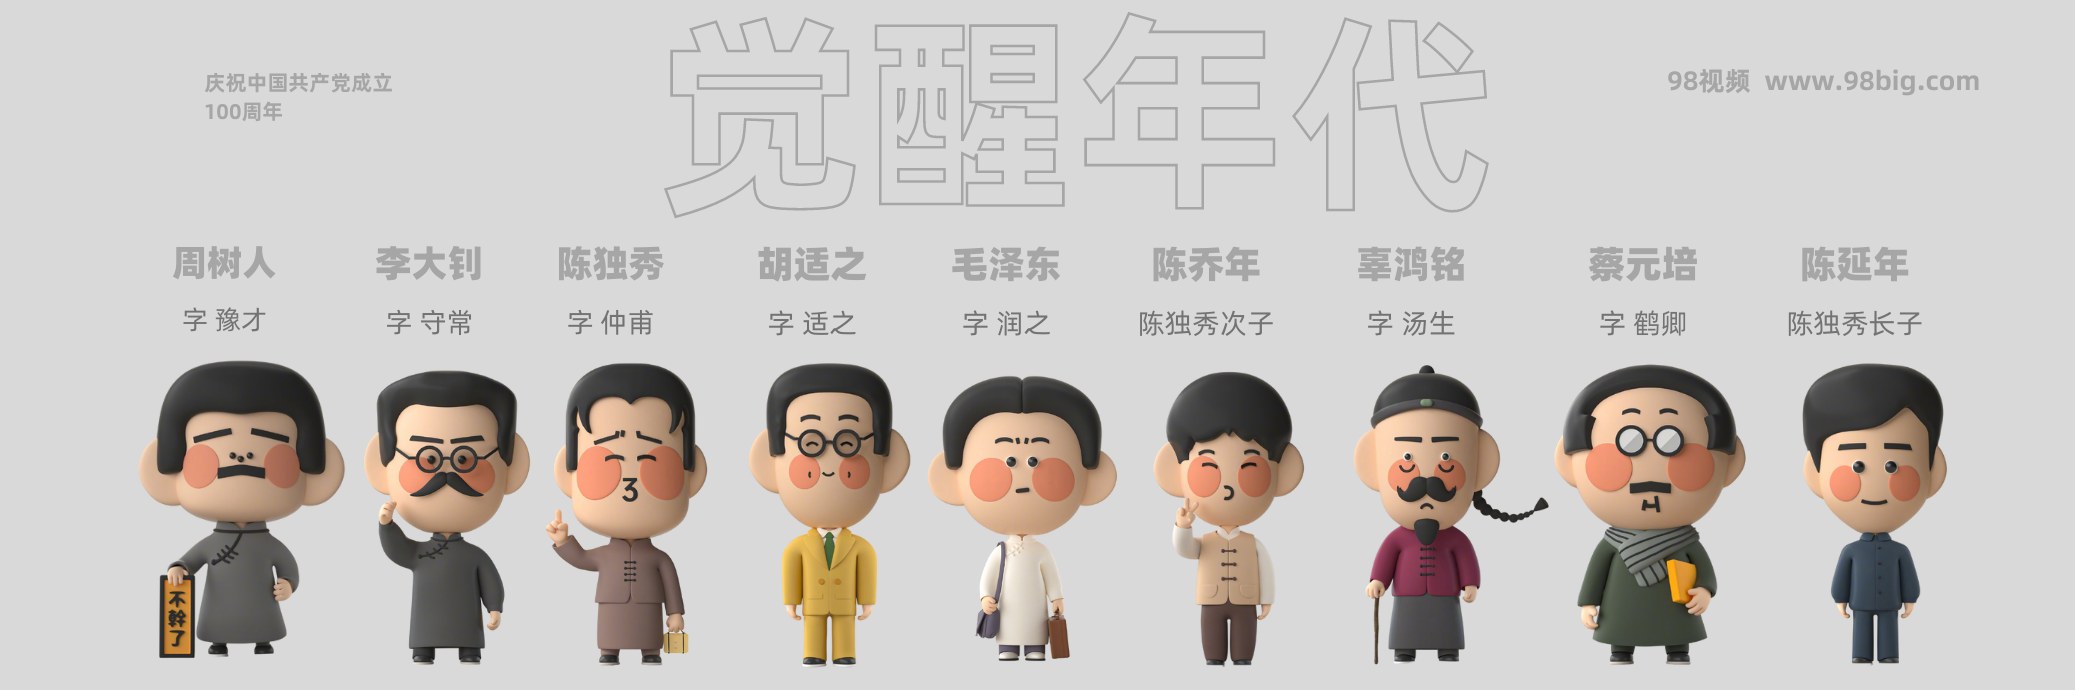 觉醒年代
庆祝中国共产党成立
100周年
98视频 www.98big.com
周树人
字 豫才
李大钊
字 守常
陈独秀
字 仲甫
胡适之
字 适之
毛泽东
字 润之
陈乔年
陈独秀次子
辜鸿铭
字 汤生
蔡元培
字 鹤卿
陈延年
陈独秀长子
不幹了